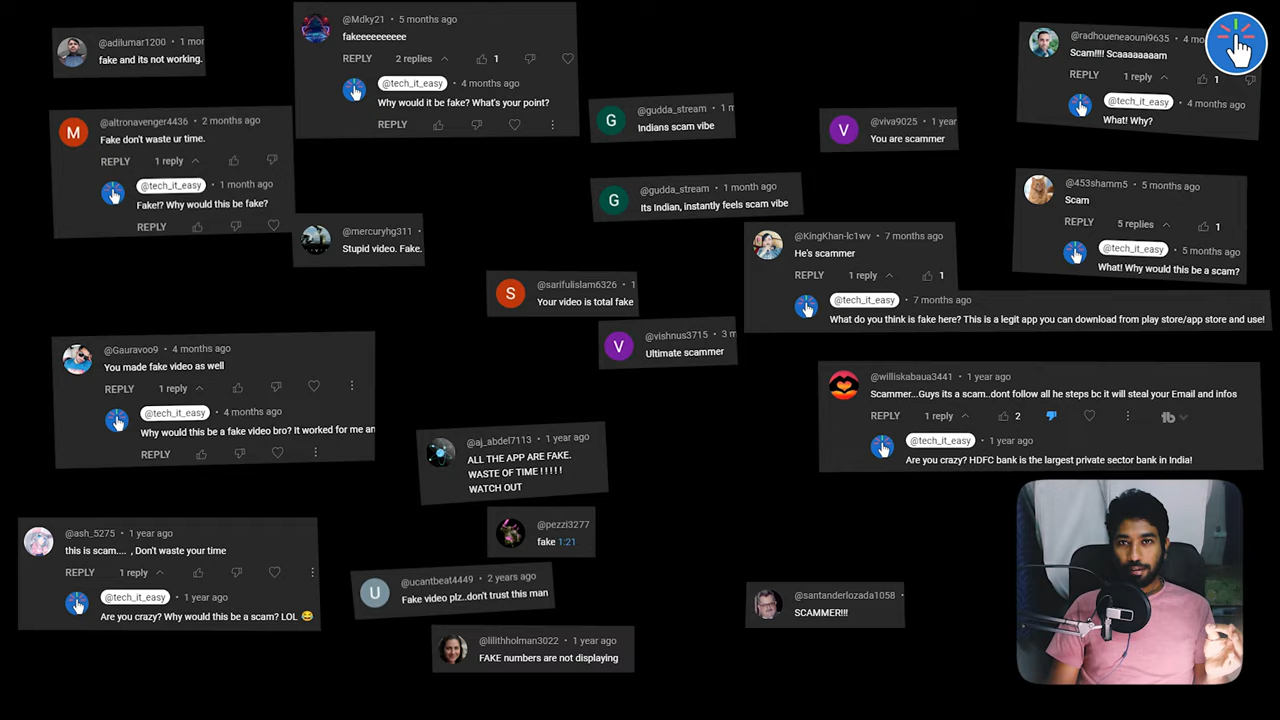 @adilumar1200 • 1 mor
fake and its not working.
@Mdky21 • 5 months ago
fakeeeeeeeeee
REPLY 2 replies 1
@tech_it_easy • 4 months ago
Why would it be fake? What's your point?
REPLY
@radhoueneaouni9635 • 4 mo
Scam!!!! Scaaaaaaam
REPLY 1 reply 1
@tech_it_easy • 4 months ago
What! Why?
@altronavenger4436 • 2 months ago
Fake don't waste ur time.
REPLY 1 reply
@tech_it_easy • 1 month ago
Fake!? Why would this be fake?
REPLY
@gudda_stream • 1 m
Indians scam vibe
@viva9025 • 1 year
You are scammer
@gudda_stream • 1 month ago
Its Indian, instantly feels scam vibe
@453shamm5 • 5 months ago
Scam
REPLY 5 replies 1
@tech_it_easy • 5 months ago
What! Why would this be a scam?
@mercuryhg311 •
Stupid video. Fake.
@KingKhan-lc1wv • 7 months ago
He's scammer
REPLY 1 reply 1
@tech_it_easy • 7 months ago
What do you think is fake here? This is a legit app you can download from play store/app store and use!
@sarifulislam6326 • 1
Your video is total fake
@vishnus3715 • 3 m
Ultimate scammer
@Gauravoo9 • 4 months ago
You made fake video as well
REPLY 1 reply
@tech_it_easy • 4 months ago
Why would this be a fake video bro? It worked for me an
REPLY
@williskabaua3441 • 1 year ago
Scammer...Guys its a scam..dont follow all he steps bc it will steal your Email and infos
REPLY 1 reply 2
@tech_it_easy • 1 year ago
Are you crazy? HDFC bank is the largest private sector bank in India!
@aj_abdel7113 • 1 year ago
ALL THE APP ARE FAKE.
WASTE OF TIME ! ! ! ! !
WATCH OUT
@ash_5275 • 1 year ago
this is scam.... , Don't waste your time
REPLY 1 reply
@tech_it_easy • 1 year ago
Are you crazy? Why would this be a scam? LOL 😂
@pezzi3277
fake 1:21
@ucantbeat4449 • 2 years ago
Fake video plz..don't trust this man
@santanderlozada1058 •
SCAMMER!!!
@lilithholman3022 • 1 year ago
FAKE numbers are not displaying
M
G
V
G
S
V
U